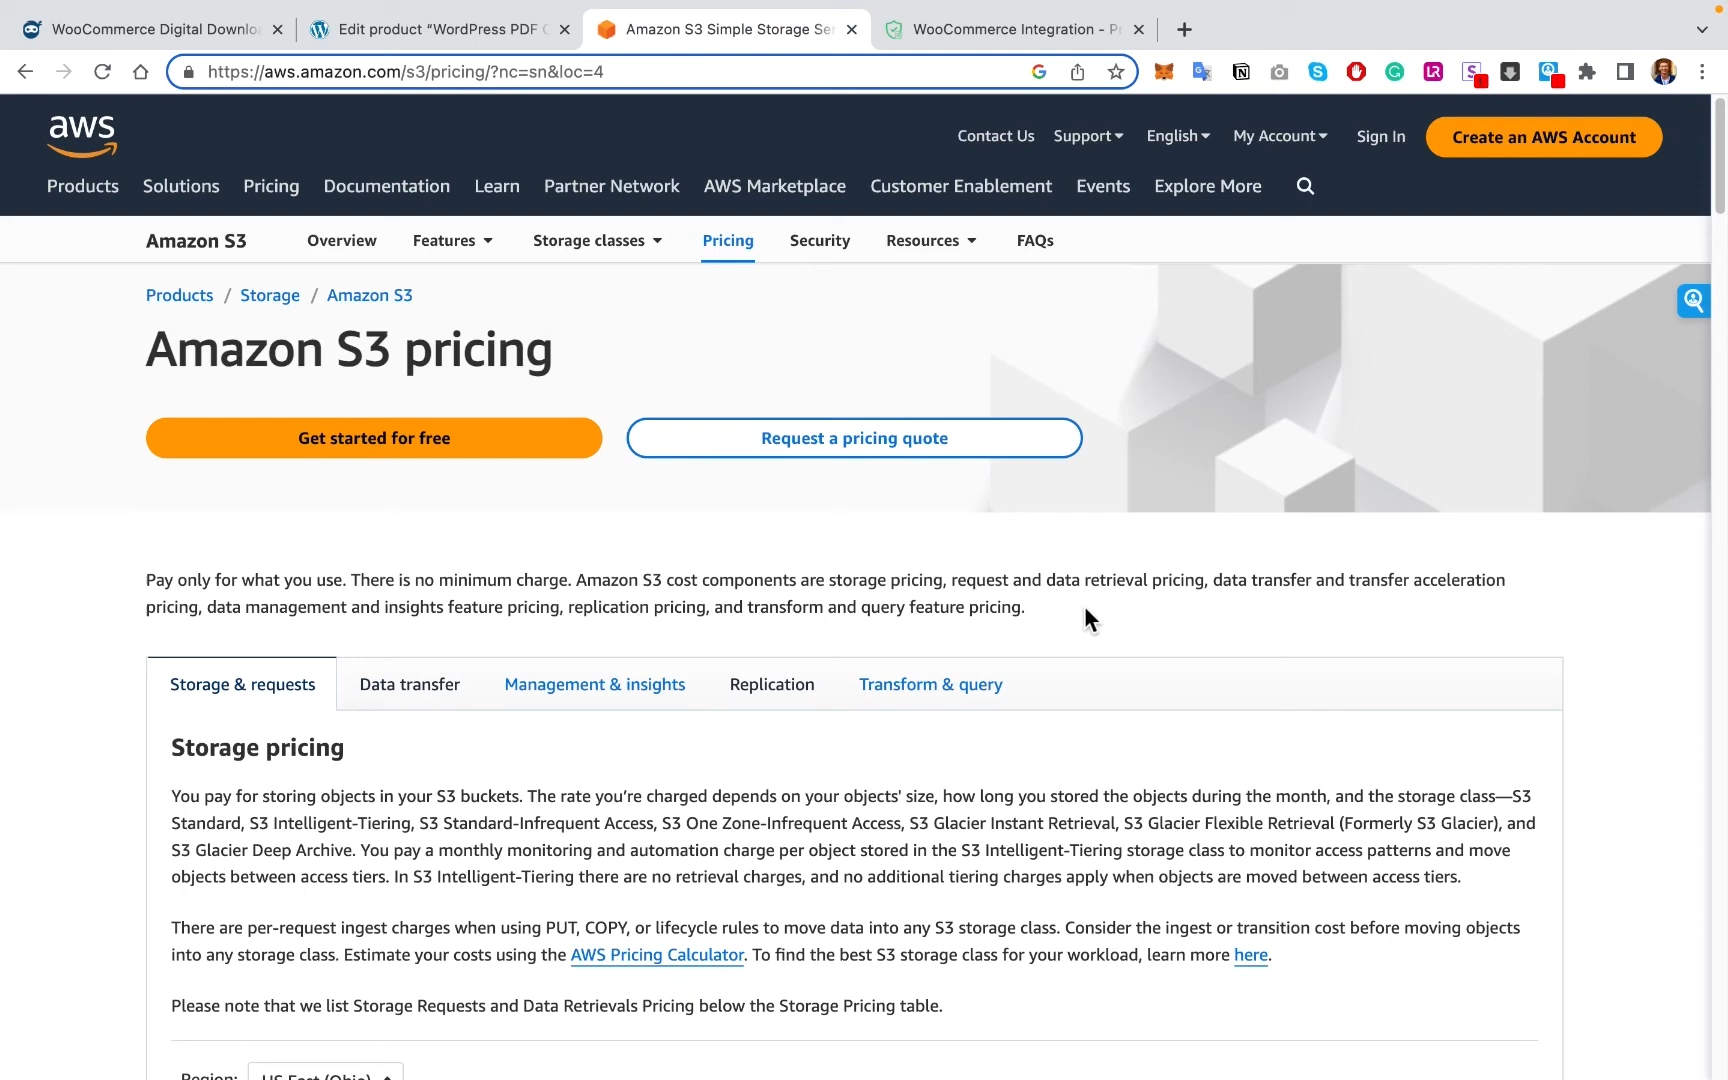 WooCommerce Digital Downlo
Edit product “WordPress PDF
Amazon S3 Simple Storage Se
WooCommerce Integration - P
https://aws.amazon.com/s3/pricing/?nc=sn&loc=4
aws
Contact Us Support English My Account Sign In Create an AWS Account
Products Solutions Pricing Documentation Learn Partner Network AWS Marketplace Customer Enablement Events Explore More
Amazon S3 Overview Features Storage classes Pricing Security Resources FAQs
Products / Storage / Amazon S3
Amazon S3 pricing
Get started for free Request a pricing quote
Pay only for what you use. There is no minimum charge. Amazon S3 cost components are storage pricing, request and data retrieval pricing, data transfer and transfer acceleration
pricing, data management and insights feature pricing, replication pricing, and transform and query feature pricing.
Storage & requests Data transfer Management & insights Replication Transform & query
Storage pricing
You pay for storing objects in your S3 buckets. The rate you’re charged depends on your objects' size, how long you stored the objects during the month, and the storage class—S3
Standard, S3 Intelligent-Tiering, S3 Standard-Infrequent Access, S3 One Zone-Infrequent Access, S3 Glacier Instant Retrieval, S3 Glacier Flexible Retrieval (Formerly S3 Glacier), and
S3 Glacier Deep Archive. You pay a monthly monitoring and automation charge per object stored in the S3 Intelligent-Tiering storage class to monitor access patterns and move
objects between access tiers. In S3 Intelligent-Tiering there are no retrieval charges, and no additional tiering charges apply when objects are moved between access tiers.
There are per-request ingest charges when using PUT, COPY, or lifecycle rules to move data into any S3 storage class. Consider the ingest or transition cost before moving objects
into any storage class. Estimate your costs using the AWS Pricing Calculator. To find the best S3 storage class for your workload, learn more here.
Please note that we list Storage Requests and Data Retrievals Pricing below the Storage Pricing table.
Region: US East (Ohio)